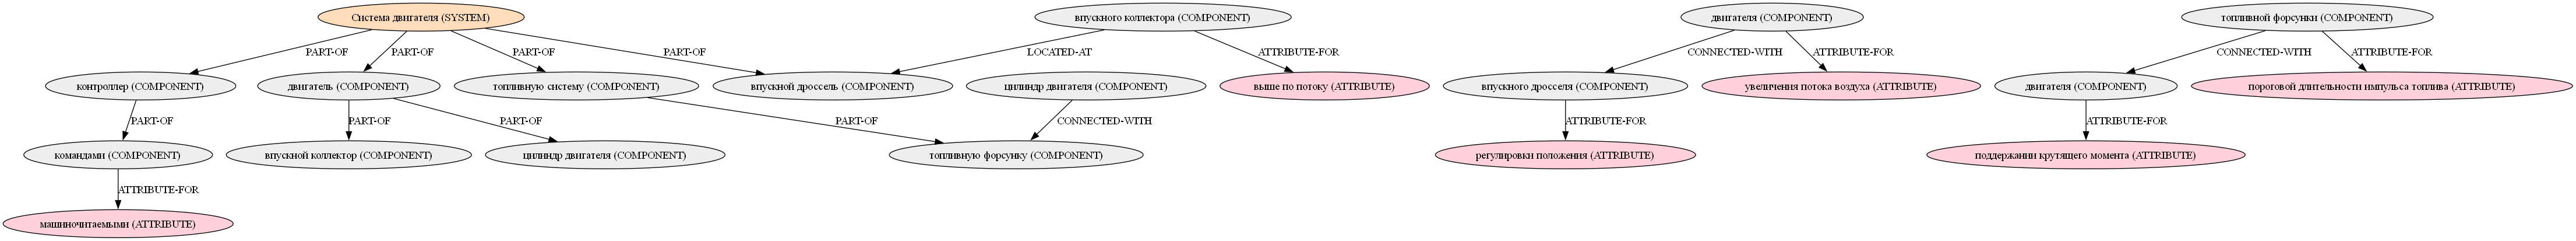 Система двигателя (SYSTEM)
впускного коллектора (COMPONENT)
двигателя (COMPONENT)
топливной форсунки (COMPONENT)
PART-OF
PART-OF
PART-OF
PART-OF
LOCATED-AT
ATTRIBUTE-FOR
CONNECTED-WITH
ATTRIBUTE-FOR
CONNECTED-WITH
ATTRIBUTE-FOR
контроллер (COMPONENT)
двигатель (COMPONENT)
топливную систему (COMPONENT)
впускной дроссель (COMPONENT)
цилиндр двигателя (COMPONENT)
выше по потоку (ATTRIBUTE)
впускного дросселя (COMPONENT)
увеличения потока воздуха (ATTRIBUTE)
двигателя (COMPONENT)
пороговой длительности импульса топлива (ATTRIBUTE)
PART-OF
PART-OF
PART-OF
PART-OF
CONNECTED-WITH
ATTRIBUTE-FOR
ATTRIBUTE-FOR
командами (COMPONENT)
впускной коллектор (COMPONENT)
цилиндр двигателя (COMPONENT)
топливную форсунку (COMPONENT)
регулировки положения (ATTRIBUTE)
поддержании крутящего момента (ATTRIBUTE)
ATTRIBUTE-FOR
машиночитаемыми (ATTRIBUTE)